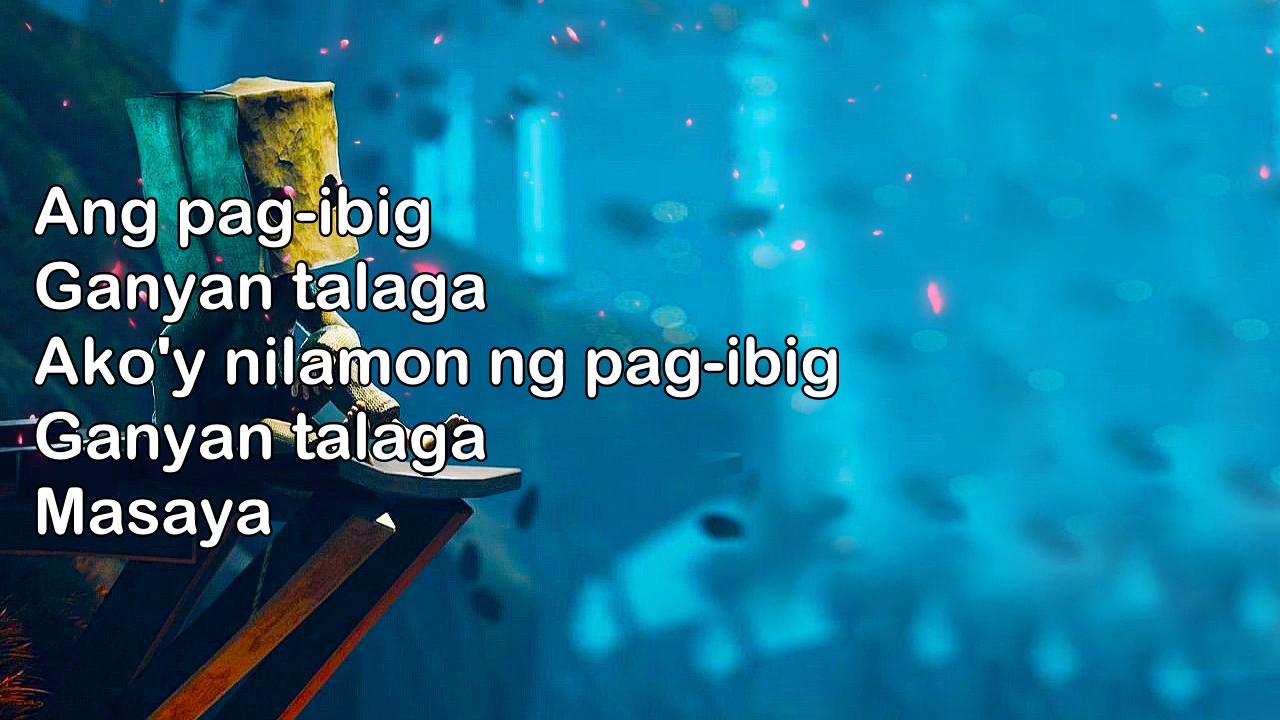 Ang pag-ibig
Ganyan talaga
Ako'y nilamon ng pag-ibig
Ganyan talaga
Masaya